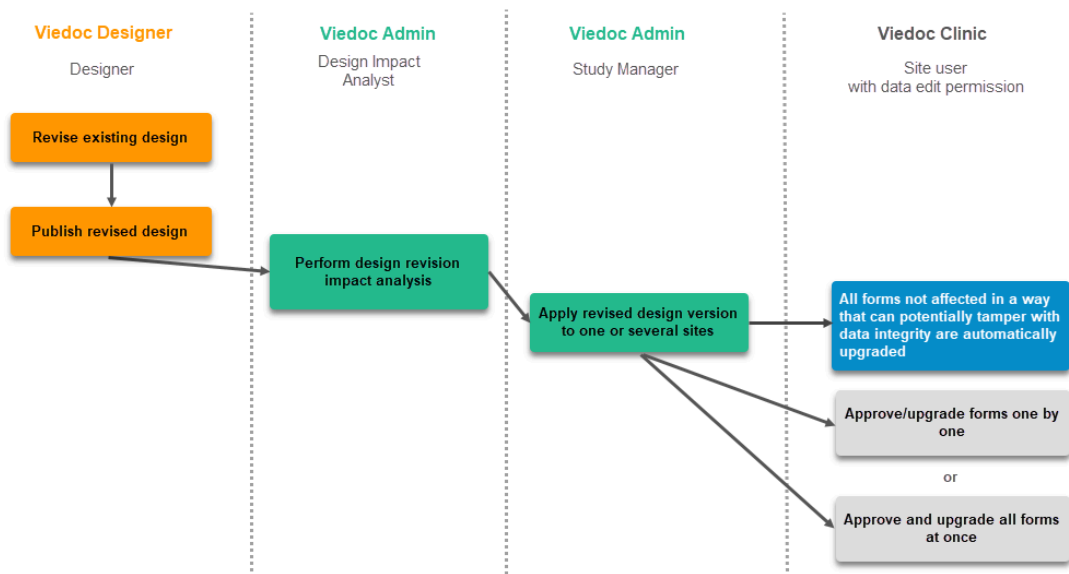 Viedoc Designer
Designer
Viedoc Admin
Design Impact
Analyst
Viedoc Admin
Study Manager
Viedoc Clinic
Site user
with data edit permission
Revise existing design
Publish revised design
Perform design revision
impact analysis
Apply revised design version
to one or several sites
All forms not affected in a way
that can potentially tamper with
data integrity are automatically
upgraded
Approve/upgrade forms one by
one
or
Approve and upgrade all forms
at once